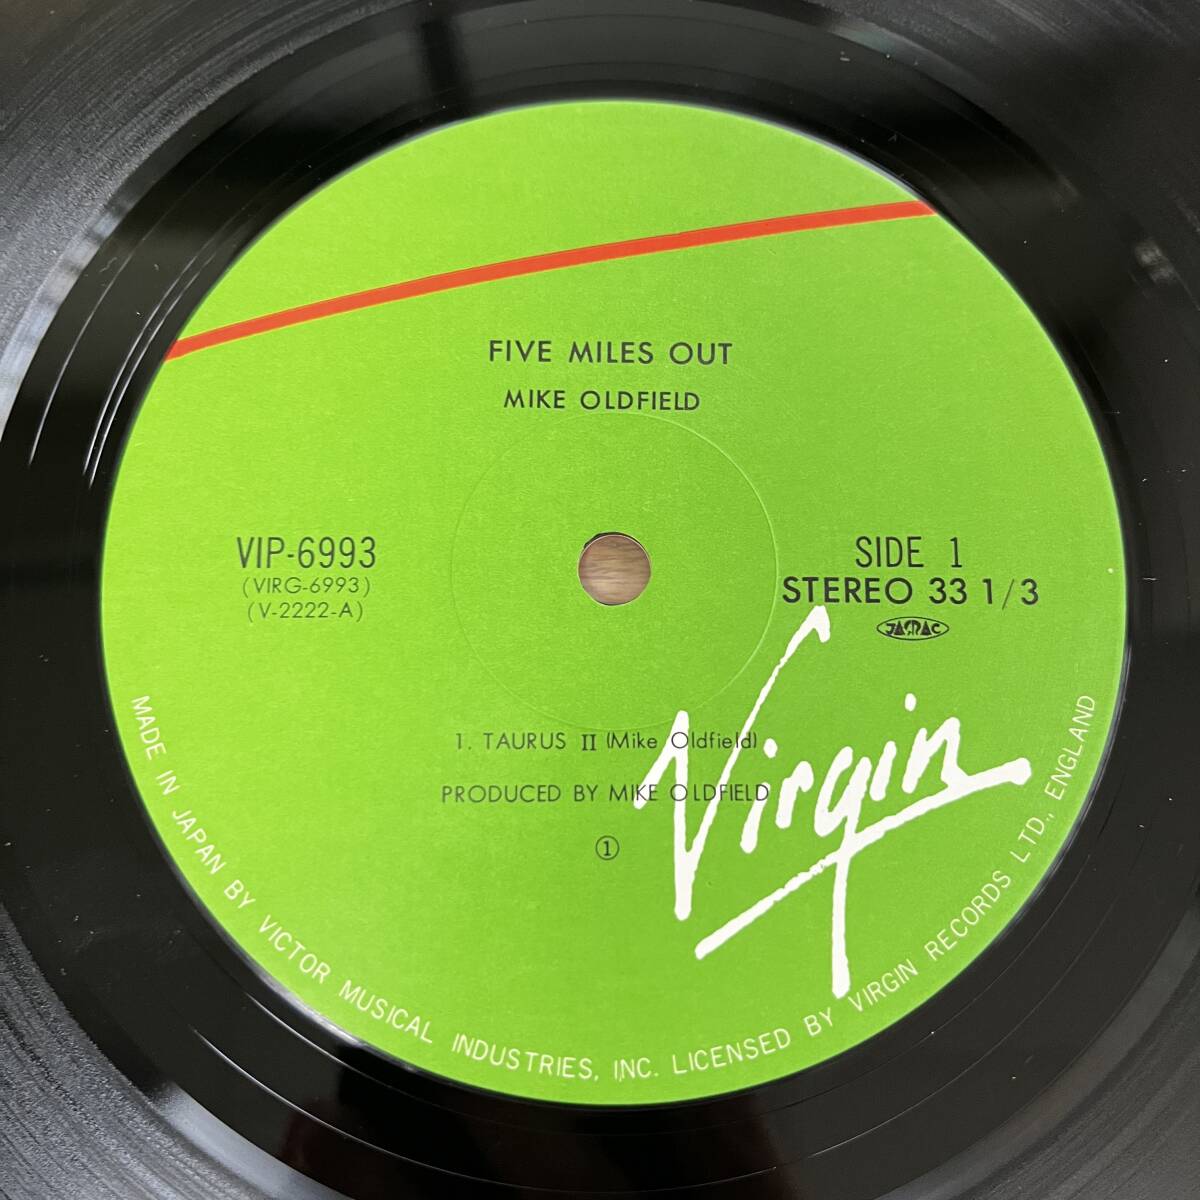 FIVE MILES OUT
MIKE OLDFIELD
VIP-6993
(VIRG-6993)
(V-2222-A)
SIDE 1
STEREO 33 1/3
JASRAC
1. TAURUS II (Mike Oldfield)
PRODUCED BY MIKE OLDFIELD
①
Virgin
MADE IN JAPAN BY VICTOR MUSICAL INDUSTRIES, INC. LICENSED BY VIRGIN RECORDS LTD., ENGLAND